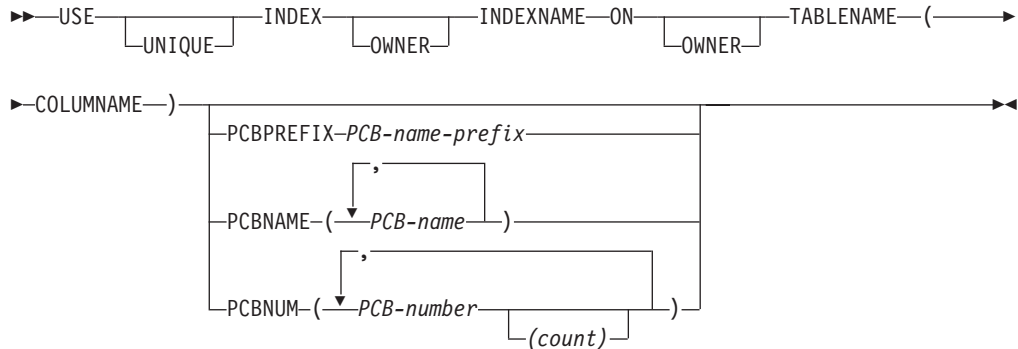 USE INDEX INDEXNAME ON TABLENAME (
UNIQUE OWNER OWNER
COLUMNAME )
PCBPREFIX PCB-name-prefix
,
PCBNAME ( PCB-name )
,
PCBNUM ( PCB-number )
(count)